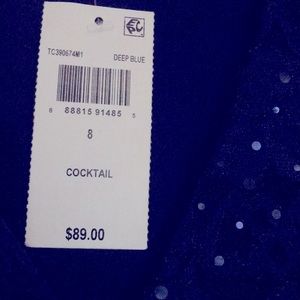 TC390674M1 DEEP BLUE
8 88815 91485 5
8
COCKTAIL
$89.00